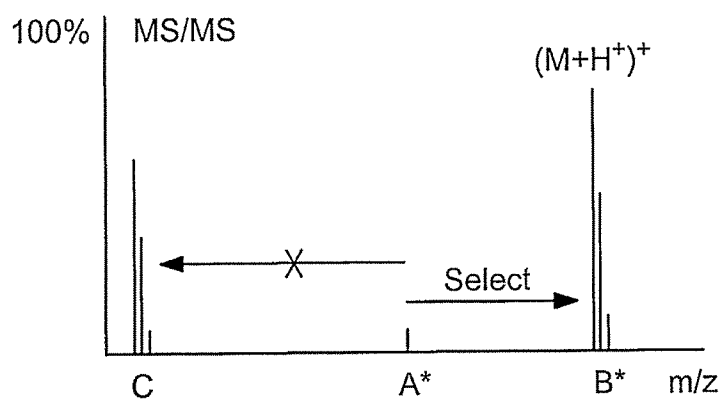 100% MS/MS
(M+H⁺)⁺
X
Select
C A* B* m/z